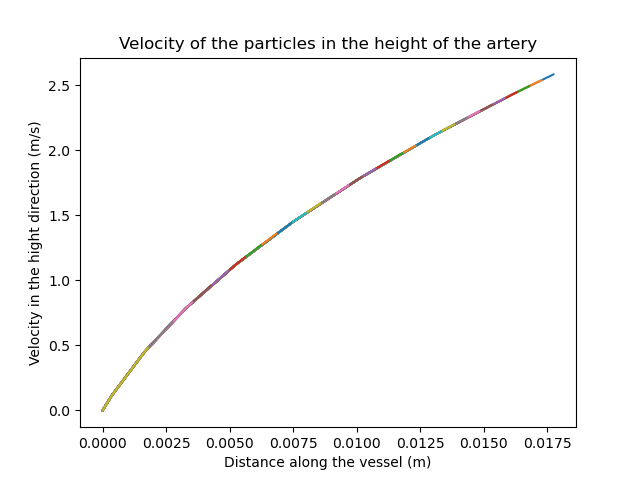 Velocity of the particles in the height of the artery
Velocity in the hight direction (m/s)
2.5
2.0
1.5
1.0
0.5
0.0
0.0000 0.0025 0.0050 0.0075 0.0100 0.0125 0.0150 0.0175
Distance along the vessel (m)